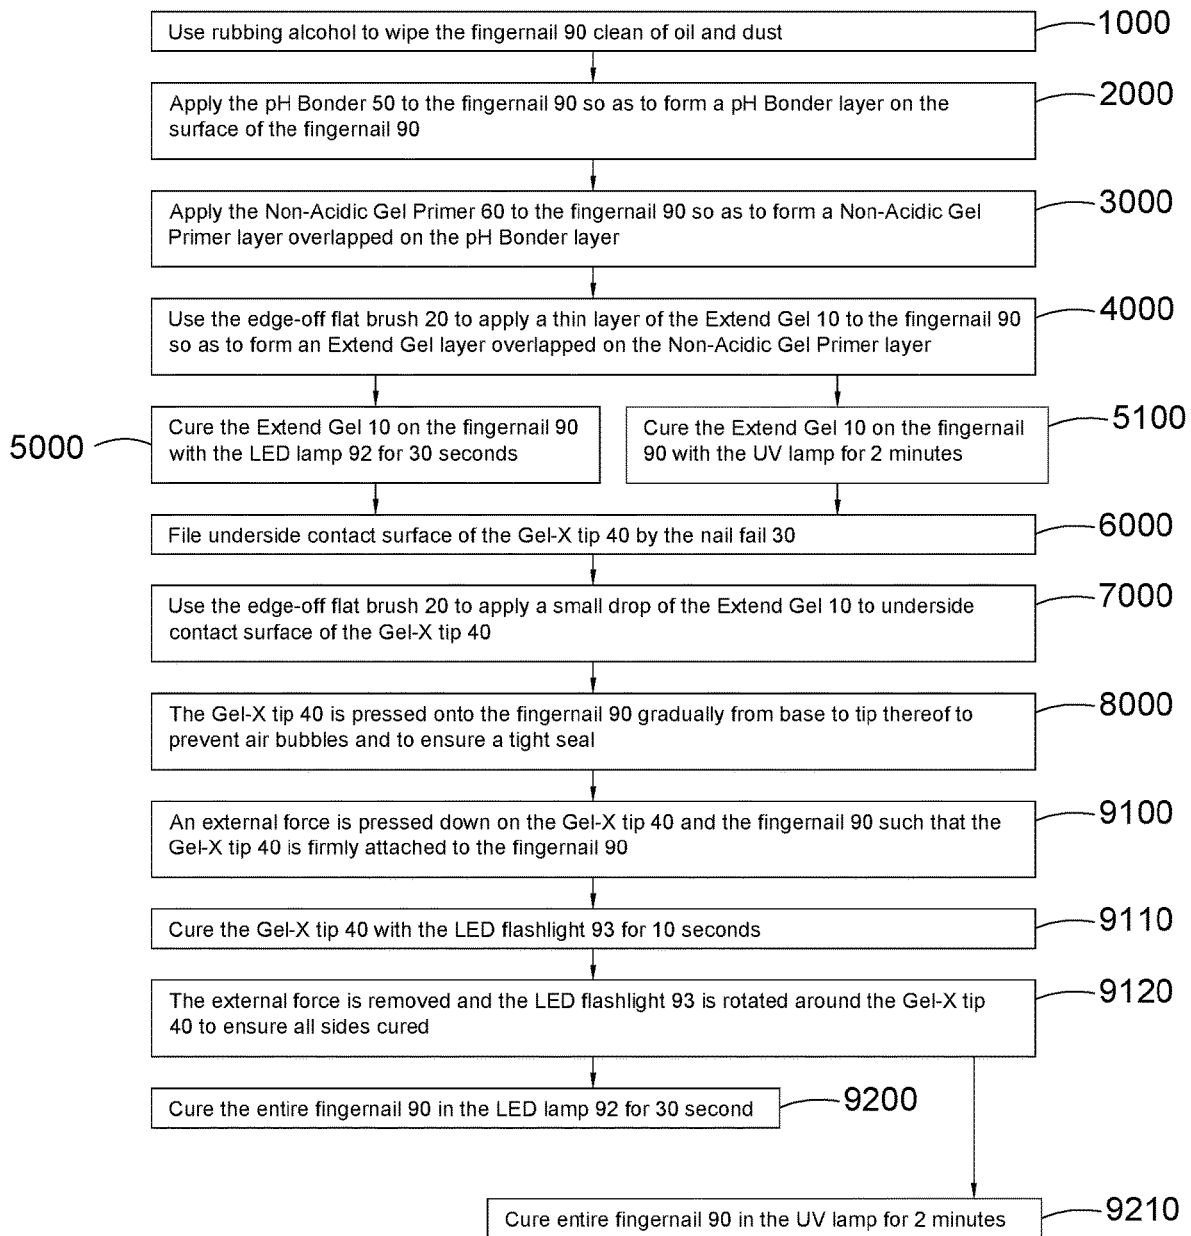 Use rubbing alcohol to wipe the fingernail 90 clean of oil and dust
1000
Apply the pH Bonder 50 to the fingernail 90 so as to form a pH Bonder layer on the
surface of the fingernail 90
2000
Apply the Non-Acidic Gel Primer 60 to the fingernail 90 so as to form a Non-Acidic Gel
Primer layer overlapped on the pH Bonder layer
3000
Use the edge-off flat brush 20 to apply a thin layer of the Extend Gel 10 to the fingernail 90
so as to form an Extend Gel layer overlapped on the Non-Acidic Gel Primer layer
4000
5000
Cure the Extend Gel 10 on the fingernail 90
with the LED lamp 92 for 30 seconds
Cure the Extend Gel 10 on the fingernail
90 with the UV lamp for 2 minutes
5100
File underside contact surface of the Gel-X tip 40 by the nail fail 30
6000
Use the edge-off flat brush 20 to apply a small drop of the Extend Gel 10 to underside
contact surface of the Gel-X tip 40
7000
The Gel-X tip 40 is pressed onto the fingernail 90 gradually from base to tip thereof to
prevent air bubbles and to ensure a tight seal
8000
An external force is pressed down on the Gel-X tip 40 and the fingernail 90 such that the
Gel-X tip 40 is firmly attached to the fingernail 90
9100
Cure the Gel-X tip 40 with the LED flashlight 93 for 10 seconds
9110
The external force is removed and the LED flashlight 93 is rotated around the Gel-X tip
40 to ensure all sides cured
9120
Cure the entire fingernail 90 in the LED lamp 92 for 30 second
9200
Cure entire fingernail 90 in the UV lamp for 2 minutes
9210